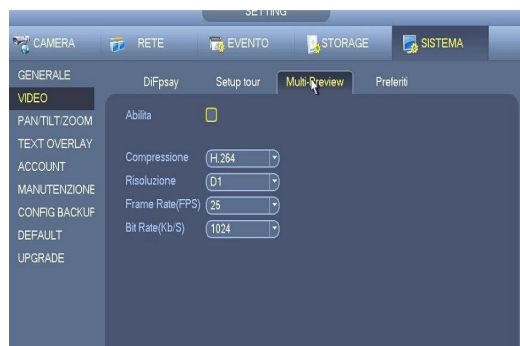 SETTING
CAMERA RETE EVENTO STORAGE SISTEMA
GENERALE
VIDEO
PAN/TILT/ZOOM
TEXT OVERLAY
ACCOUNT
MANUTENZIONE
CONFIG BACKUP
DEFAULT
UPGRADE
DiFpsay Setup tour Multi-Preview Preferiti
Abilita
Compressione H.264
Risoluzione D1
Frame Rate(FPS) 25
Bit Rate(Kb/S) 1024